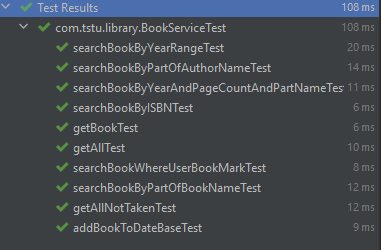 Test Results 108 ms
com.tstu.library.BookServiceTest 108 ms
searchBookByYearRangeTest 20 ms
searchBookByPartOfAuthorNameTest 14 ms
searchBookByYearAndPageCountAndPartNameTest 11 ms
searchBookByISBNTest 6 ms
getBookTest 6 ms
getAllTest 10 ms
searchBookWhereUserBookMarkTest 8 ms
searchBookByPartOfBookNameTest 12 ms
getAllNotTakenTest 12 ms
addBookToDateBaseTest 9 ms